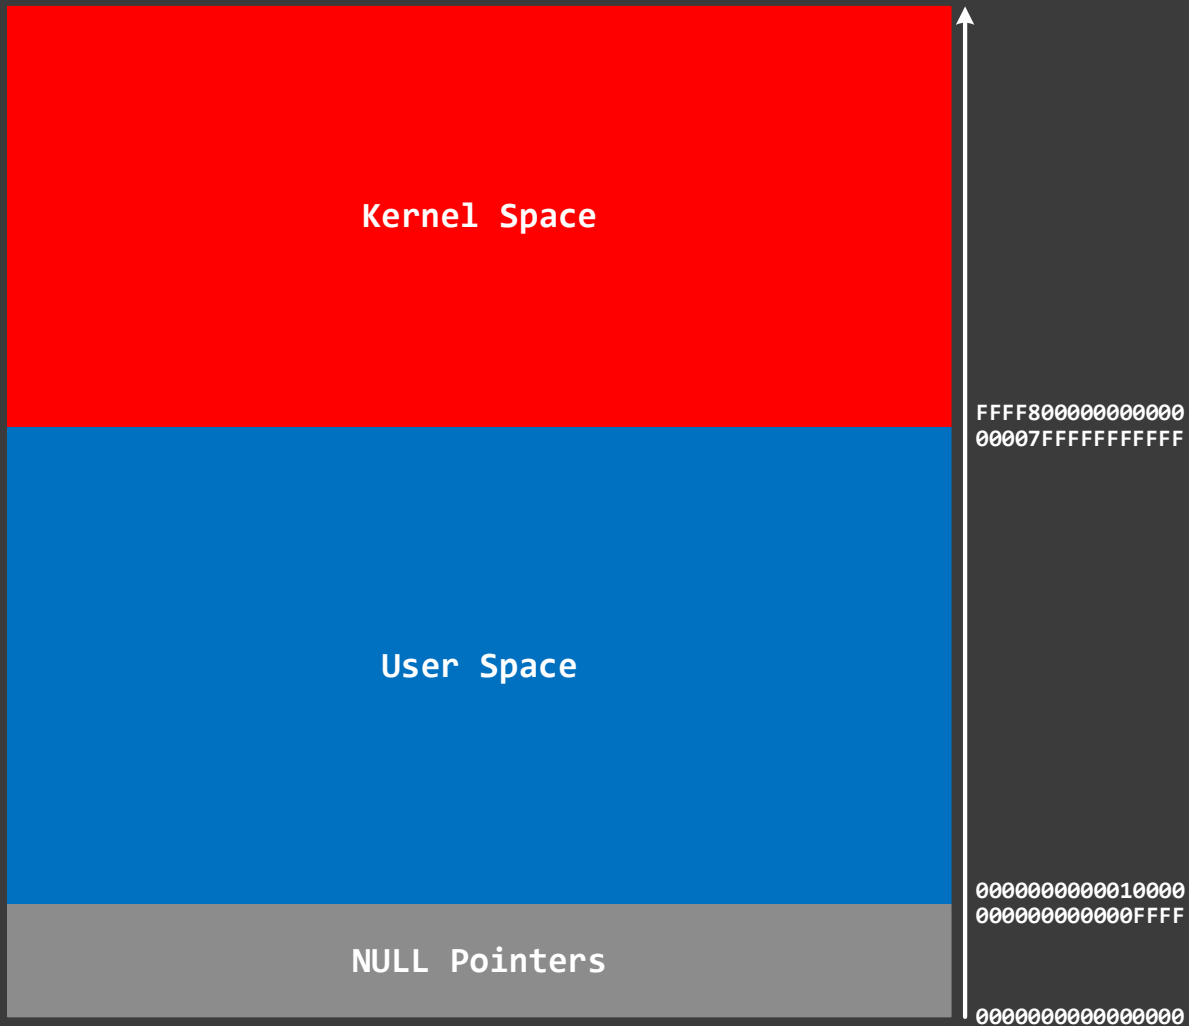 Kernel Space
FFFF800000000000
00007FFFFFFFFFFF
User Space
0000000000010000
000000000000FFFF
NULL Pointers
0000000000000000